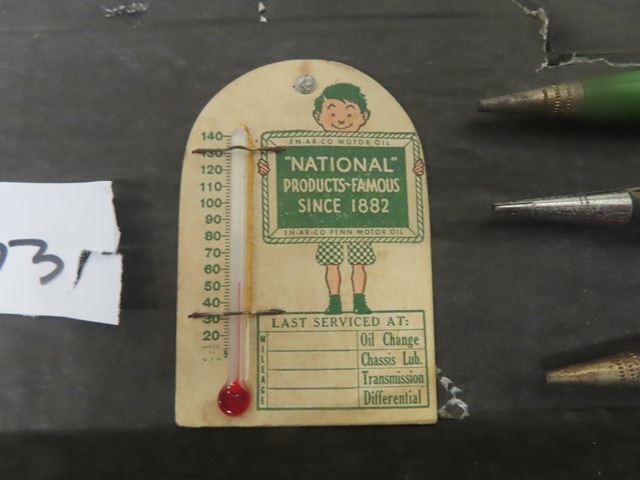 EN-AR-CO MOTOR OIL
"NATIONAL"
PRODUCTS~FAMOUS
SINCE 1882
EN-AR-CO PENN MOTOR OIL
140
130
120
110
100
90
80
70
60
50
40
30
20
LAST SERVICED AT:
MILEAGE
Oil Change
Chassis Lub.
Transmission
Differential